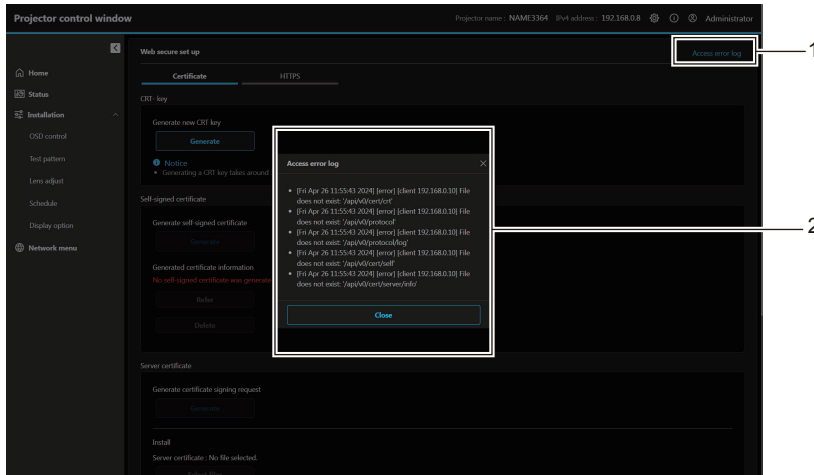 Projector control window
Projector name : NAME3364 IPv4 address : 192.168.0.8 Administrator
Web secure set up
Access error log
1
Home
Certificate HTTPS
Status
CRT- key
Installation
Generate new CRT key
OSD control
Generate
Test pattern
Notice
• Generating a CRT key takes around
Lens adjust
Self-signed certificate
Schedule
Generate self-signed certificate
Display option
Generate
Network menu
Generated certificate information
No self-signed certificate was generate
Refer
Delete
Access error log
• [Fri Apr 26 11:55:43 2024] [error] [client 192.168.0.10] File
does not exist: '/api/v0/cert/crt'
• [Fri Apr 26 11:55:43 2024] [error] [client 192.168.0.10] File
does not exist: '/api/v0/protocol'
• [Fri Apr 26 11:55:43 2024] [error] [client 192.168.0.10] File
does not exist: '/api/v0/protocol/log'
• [Fri Apr 26 11:55:43 2024] [error] [client 192.168.0.10] File
does not exist: '/api/v0/cert/self'
• [Fri Apr 26 11:55:43 2024] [error] [client 192.168.0.10] File
does not exist: '/api/v0/cert/server/info'
Close
2
Server certificate
Generate certificate signing request
Generate
Install
Server certificate : No file selected.